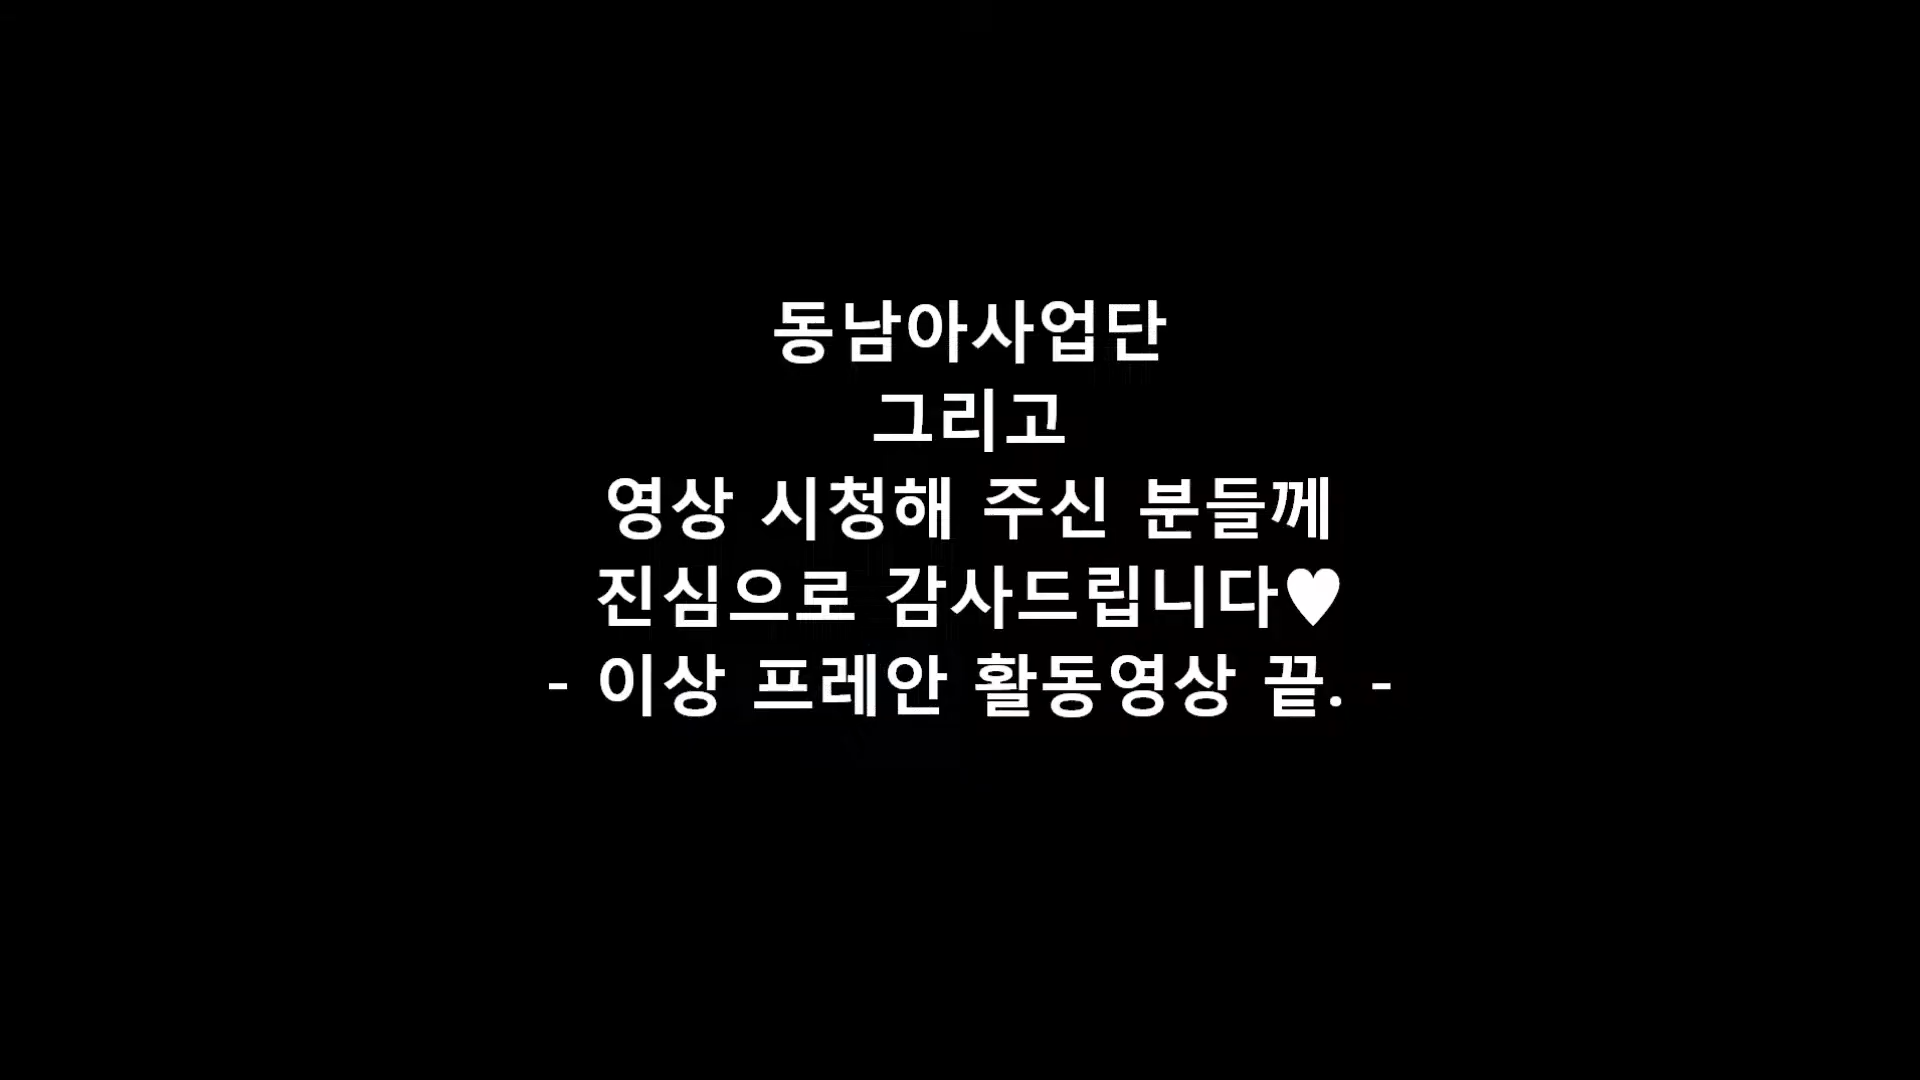 동남아사업단
그리고
영상 시청해 주신 분들께
진심으로 감사드립니다♥
- 이상 프레안 활동영상 끝. -